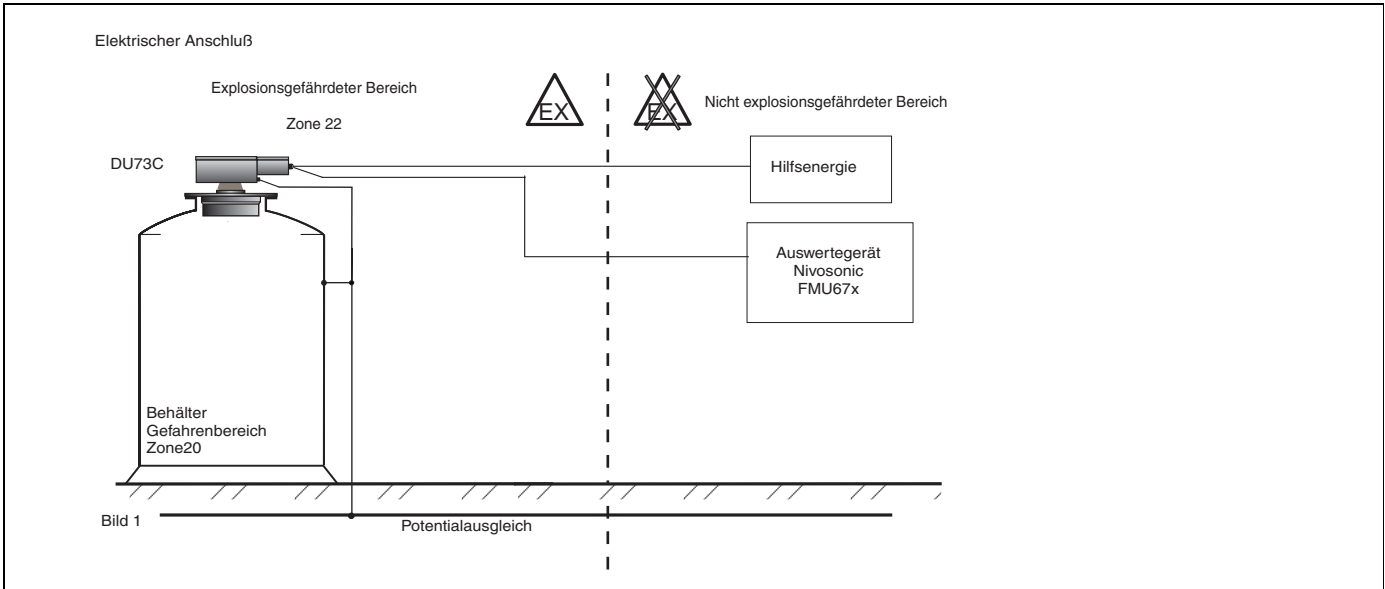 Elektrischer Anschluß
Explosionsgefährdeter Bereich
Zone 22
EX
EX
Nicht explosionsgefährdeter Bereich
DU73C
Hilfsenergie
Auswertegerät
Nivosonic
FMU67x
Behälter
Gefahrenbereich
Zone20
Bild 1
Potentialausgleich